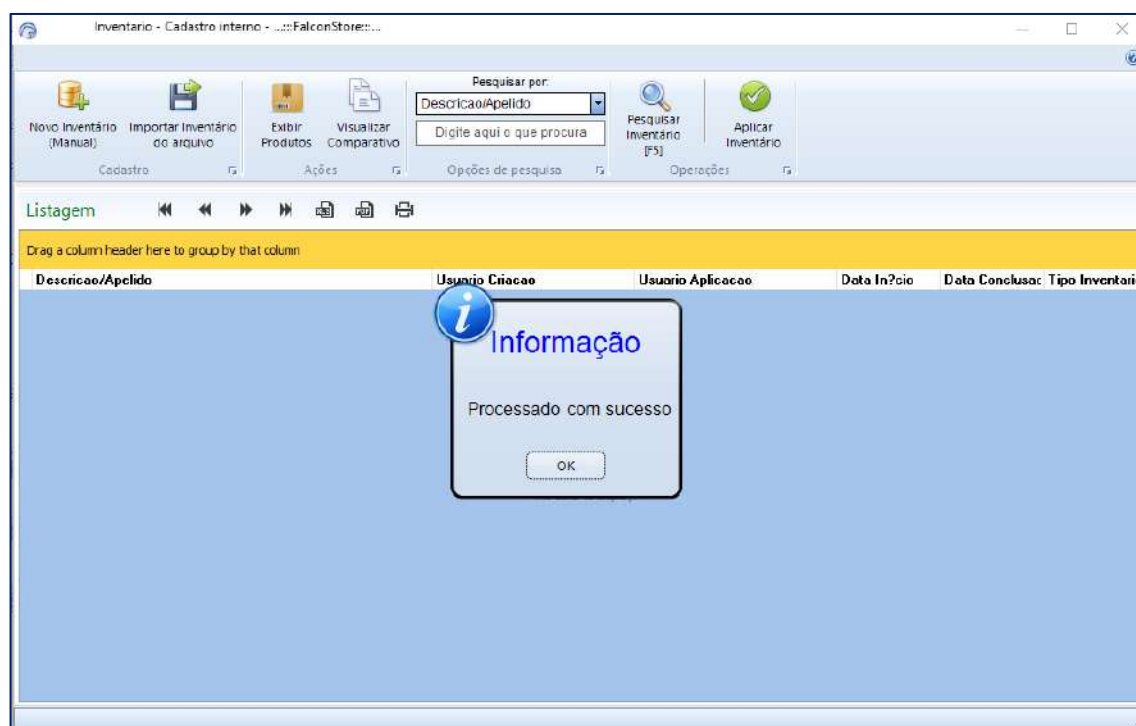 Inventario - Cadastro interno - ...:::FalconStore:::...
Pesquisar por:
Descricao/Apelido
Digite aqui o que procura
Novo Inventário (Manual)
Importar Inventário do arquivo
Exibir Produtos
Visualizar Comparativo
Pesquisar Inventário [F5]
Aplicar Inventário
Cadastro
Ações
Opções de pesquisa
Operações
Listagem
Drag a column header here to group by that column
Descricao/Apelido Usuario Criacao Usuario Aplicacao Data In?cio Data Conclusao Tipo Inventari
Informação
Processado com sucesso
OK